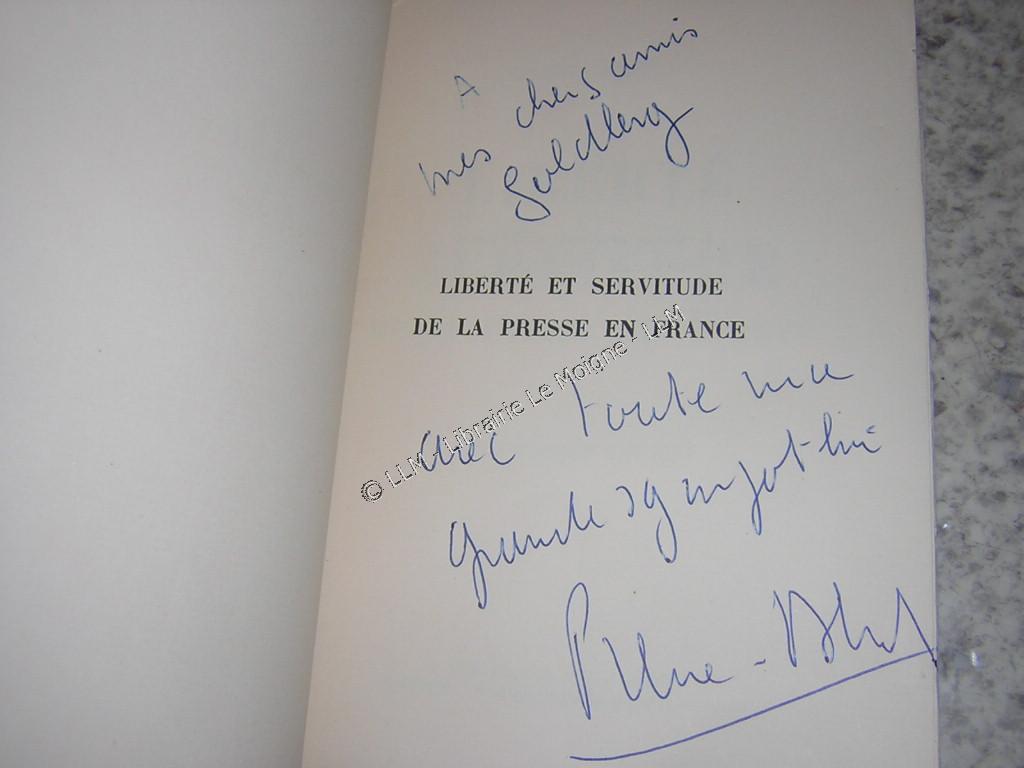 A
mes chers amis
Goldberg
LIBERTÉ ET SERVITUDE
DE LA PRESSE EN FRANCE
avec toute ma
grande sympathie
© LLM - Librairie Le Moigne - LLM